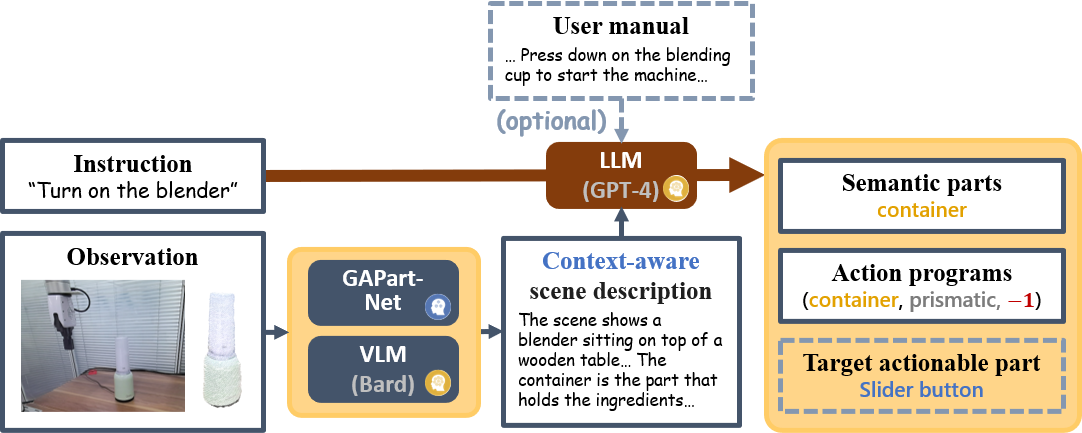 User manual
... Press down on the blending
cup to start the machine...
(optional)
Instruction
“Turn on the blender”
LLM
(GPT-4)
Observation
GAPart-
Net
VLM
(Bard)
Context-aware
scene description
The scene shows a
blender sitting on top of a
wooden table... The
container is the part that
holds the ingredients...
Semantic parts
container
Action programs
(container, prismatic, −1)
Target actionable part
Slider button